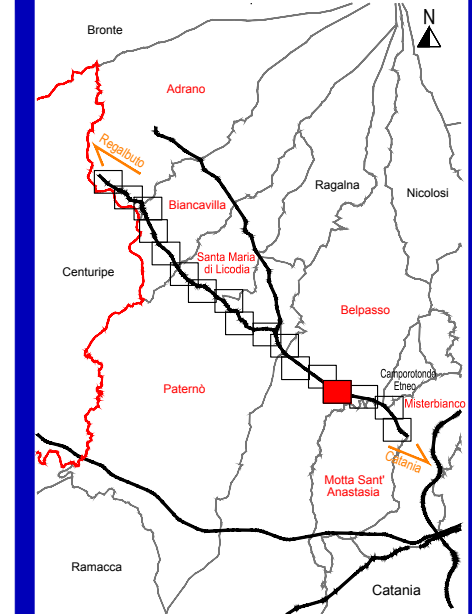 N
Bronte
Adrano
Regalbuto
Ragalna
Nicolosi
Biancavilla
Santa Maria
di Licodia
Centuripe
Belpasso
Camporotondo
Etneo
Paternò
Misterbianco
Catania
Motta Sant'
Anastasia
Ramacca
Catania